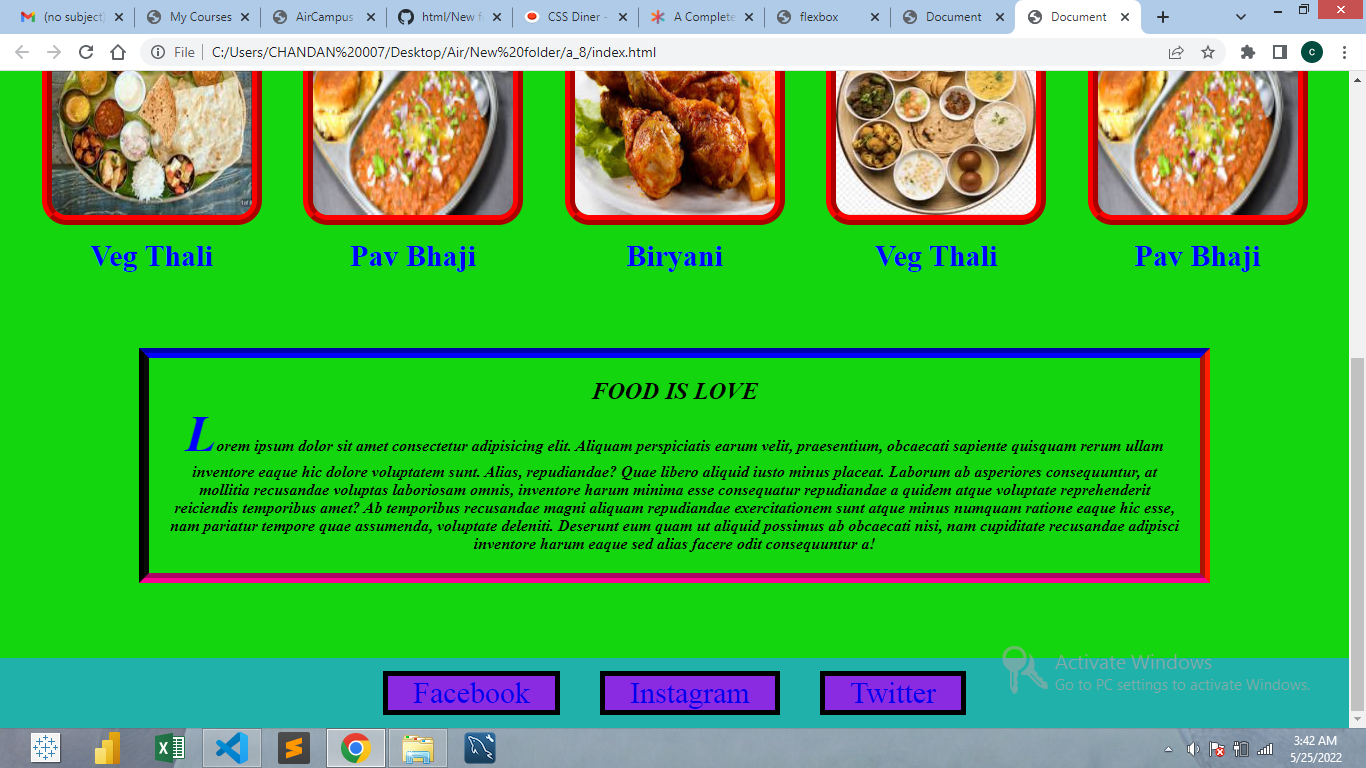 (no subject)
My Courses
AirCampus
html/New f
CSS Diner -
A Complete
flexbox
Document
Document
File
C:/Users/CHANDAN%20007/Desktop/Air/New%20folder/a_8/index.html
c
Veg Thali
Pav Bhaji
Biryani
Veg Thali
Pav Bhaji
FOOD IS LOVE
Lorem ipsum dolor sit amet consectetur adipisicing elit. Aliquam perspiciatis earum velit, praesentium, obcaecati sapiente quisquam rerum ullam
inventore eaque hic dolore voluptatem sunt. Alias, repudiandae? Quae libero aliquid iusto minus placeat. Laborum ab asperiores consequuntur, at
mollitia recusandae voluptas laboriosam omnis, inventore harum minima esse consequatur repudiandae a quidem atque voluptate reprehenderit
reiciendis temporibus amet? Ab temporibus recusandae magni aliquam repudiandae exercitationem sunt atque minus numquam ratione eaque hic esse,
nam pariatur tempore quae assumenda, voluptate deleniti. Deserunt eum quam ut aliquid possimus ab obcaecati nisi, nam cupiditate recusandae adipisci
inventore harum eaque sed alias facere odit consequuntur a!
Activate Windows
Go to PC settings to activate Windows.
Facebook
Instagram
Twitter
3:42 AM
5/25/2022